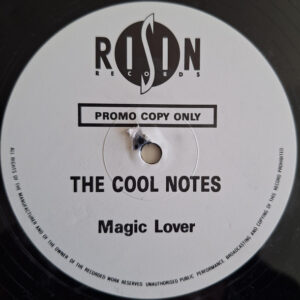 RISIN
RECORDS
PROMO COPY ONLY
THE COOL NOTES
Magic Lover
ALL RIGHTS OF THE MANUFACTURER AND OF THE OWNER OF THE RECORDED WORK RESERVED UNAUTHORISED PUBLIC PERFORMANCE BROADCASTING AND COPYING OF THIS RECORD PROHIBITED